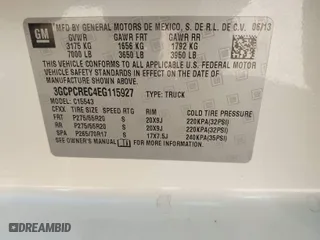 GM
MFD BY GENERAL MOTORS DE MEXICO, S. DE R.L. DE C.V. 06/13
GVWR GAWR FRT GAWR RR
3175 KG 1656 KG 1792 KG
7000 LB 3650 LB 3950 LB
THIS VEHICLE CONFORMS TO ALL APPLICABLE U.S. FEDERAL MOTOR
VEHICLE SAFETY AND THEFT PREVENTION STANDARDS IN EFFECT ON THE DATE OF
MANUFACTURE SHOWN ABOVE.
3GCPCREC4EG115927 TYPE: TRUCK
CFXX MODEL: C15543
TIRE SIZE SPEED RTG RIM COLD TIRE PRESSURE
FRT P275/55R20 S 20X9J 220KPA(32PSI)
RR P275/55R20 S 20X9J 220KPA(32PSI)
SPA P265/70R17 S 17X7.5J 240KPA(35PSI)
SEE OWNER'S MANUAL FOR MORE INFORMATION.